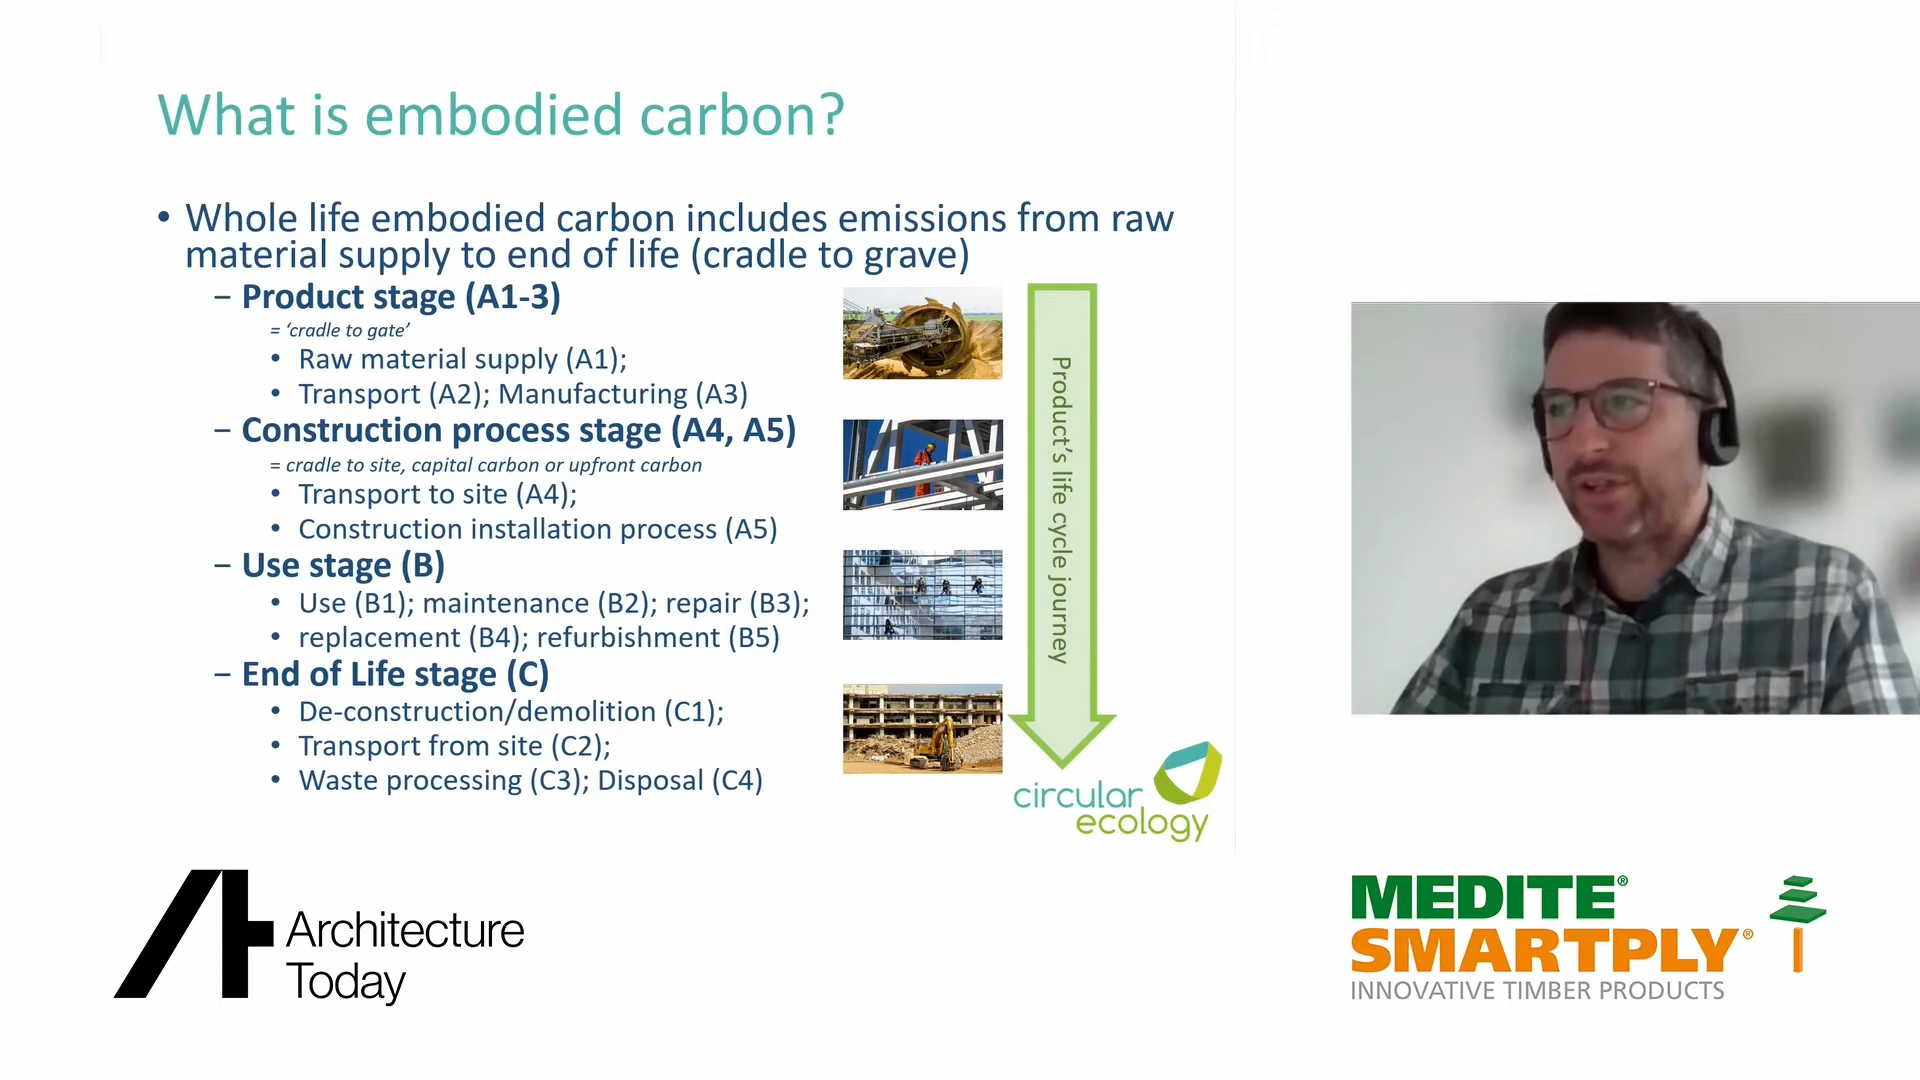 What is embodied carbon?
• Whole life embodied carbon includes emissions from raw
material supply to end of life (cradle to grave)
– Product stage (A1-3)
= ‘cradle to gate’
• Raw material supply (A1);
• Transport (A2); Manufacturing (A3)
– Construction process stage (A4, A5)
= cradle to site, capital carbon or upfront carbon
• Transport to site (A4);
• Construction installation process (A5)
– Use stage (B)
• Use (B1); maintenance (B2); repair (B3);
• replacement (B4); refurbishment (B5)
– End of Life stage (C)
• De-construction/demolition (C1);
• Transport from site (C2);
• Waste processing (C3); Disposal (C4)
Product’s life cycle journey
circular
ecology
Architecture
Today
MEDITE®
SMARTPLY®
INNOVATIVE TIMBER PRODUCTS